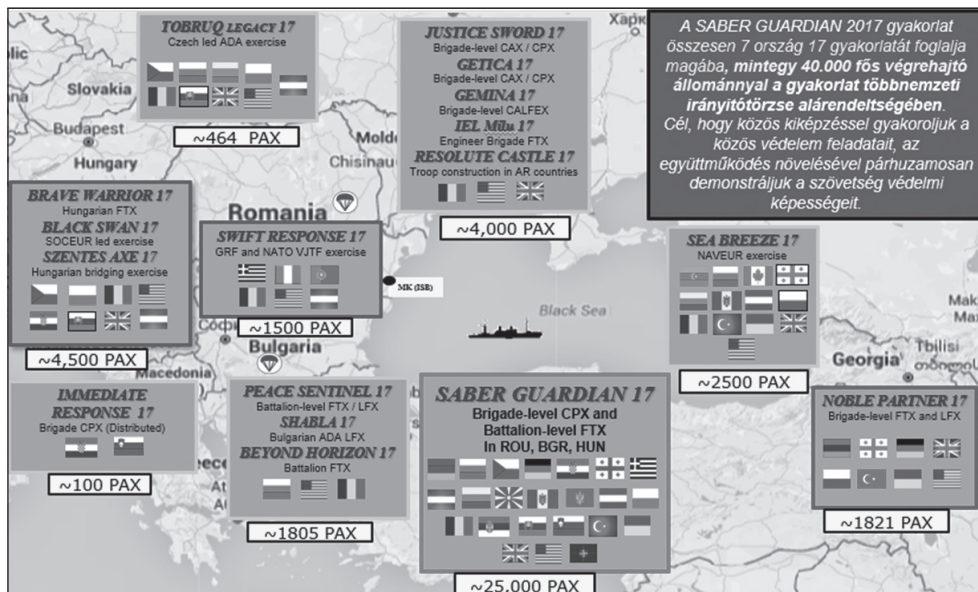 TOBRUQ LEGACY 17
Czech led ADA exercise
~464 PAX
JUSTICE SWORD 17
Brigade-level CAX / CPX
GETICA 17
Brigade-level CAX / CPX
GEMINA 17
Brigade-level CALFEX
IEL Milu 17
Engineer Brigade FTX
RESOLUTE CASTLE 17
Troop construction in AR countries
~4,000 PAX
A SABER GUARDIAN 2017 gyakorlat
összesen 7 ország 17 gyakorlatát foglalja
magába, mintegy 40.000 fős végrehajtó
állománnyal a gyakorlat többnemzeti
irányítótörzse alárendeltségében.
Cél, hogy közös kiképzéssel gyakoroljuk a
közös védelem feladatait, az
együttműködés növelésével párhuzamosan
demonstráljuk a szövetség védelmi
képességeit.
Харк
Slovakia
Budapest
Hungary
Moldo
Chisinau
Romania
BRAVE WARRIOR 17
Hungarian FTX
BLACK SWAN 17
SOCEUR led exercise
SZENTES AXE 17
Hungarian bridging exercise
~4,500 PAX
SWIFT RESPONSE 17
GRF and NATO VJTF exercise
~1500 PAX
MK (ISB)
Black Sea
SEA BREEZE 17
NAVEUR exercise
~2500 PAX
Софи
Bulgaria
Macedonia
Georgia
Tbilisi
თბილისი
IMMEDIATE
RESPONSE 17
Brigade CPX (Distributed)
~100 PAX
PEACE SENTINEL 17
Battalion-level FTX / LFX
SHABLA 17
Bulgarian ADA LFX
BEYOND HORIZON 17
Battalion FTX
~1805 PAX
SABER GUARDIAN 17
Brigade-level CPX and
Battalion-level FTX
In ROU, BGR, HUN
~25,000 PAX
NOBLE PARTNER 17
Brigade-level FTX and LFX
~1821 PAX